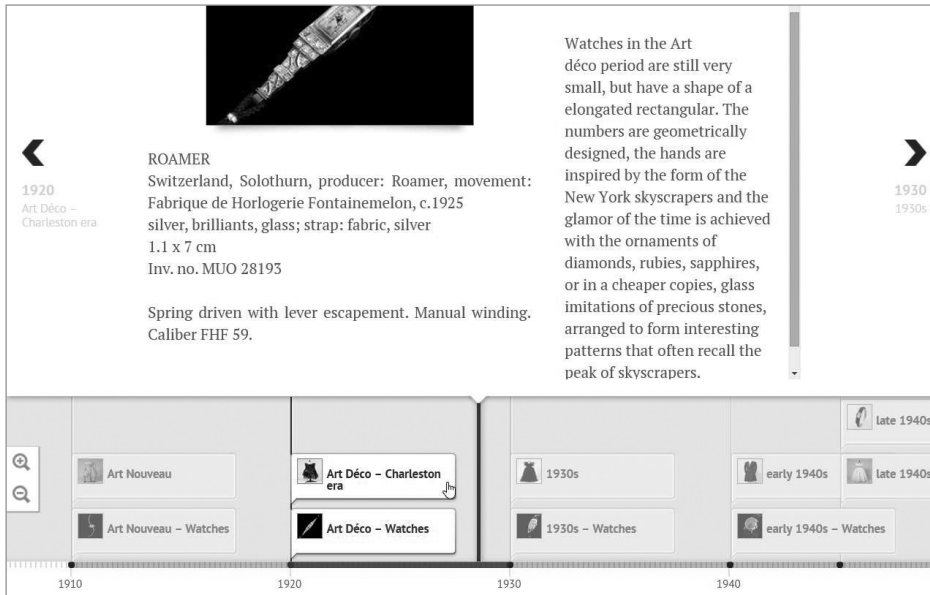 Watches in the Art
déco period are still very
small, but have a shape of a
elongated rectangular. The
numbers are geometrically
designed, the hands are
inspired by the form of the
New York skyscrapers and the
glamor of the time is achieved
with the ornaments of
diamonds, rubies, sapphires,
or in a cheaper copies, glass
imitations of precious stones,
arranged to form interesting
patterns that often recall the
peak of skyscrapers.
ROAMER
Switzerland, Solothurn, producer: Roamer, movement:
Fabrique de Horlogerie Fontainemelon, c.1925
silver, brilliants, glass; strap: fabric, silver
1.1 x 7 cm
Inv. no. MUO 28193
Spring driven with lever escapement. Manual winding.
Caliber FHF 59.
1920
Art Déco –
Charleston era
1930
1930s
late 1940s
Art Nouveau
Art Déco – Charleston
era
1930s
early 1940s
late 1940s
Art Nouveau – Watches
Art Déco – Watches
1930s – Watches
early 1940s – Watches
1910
1920
1930
1940